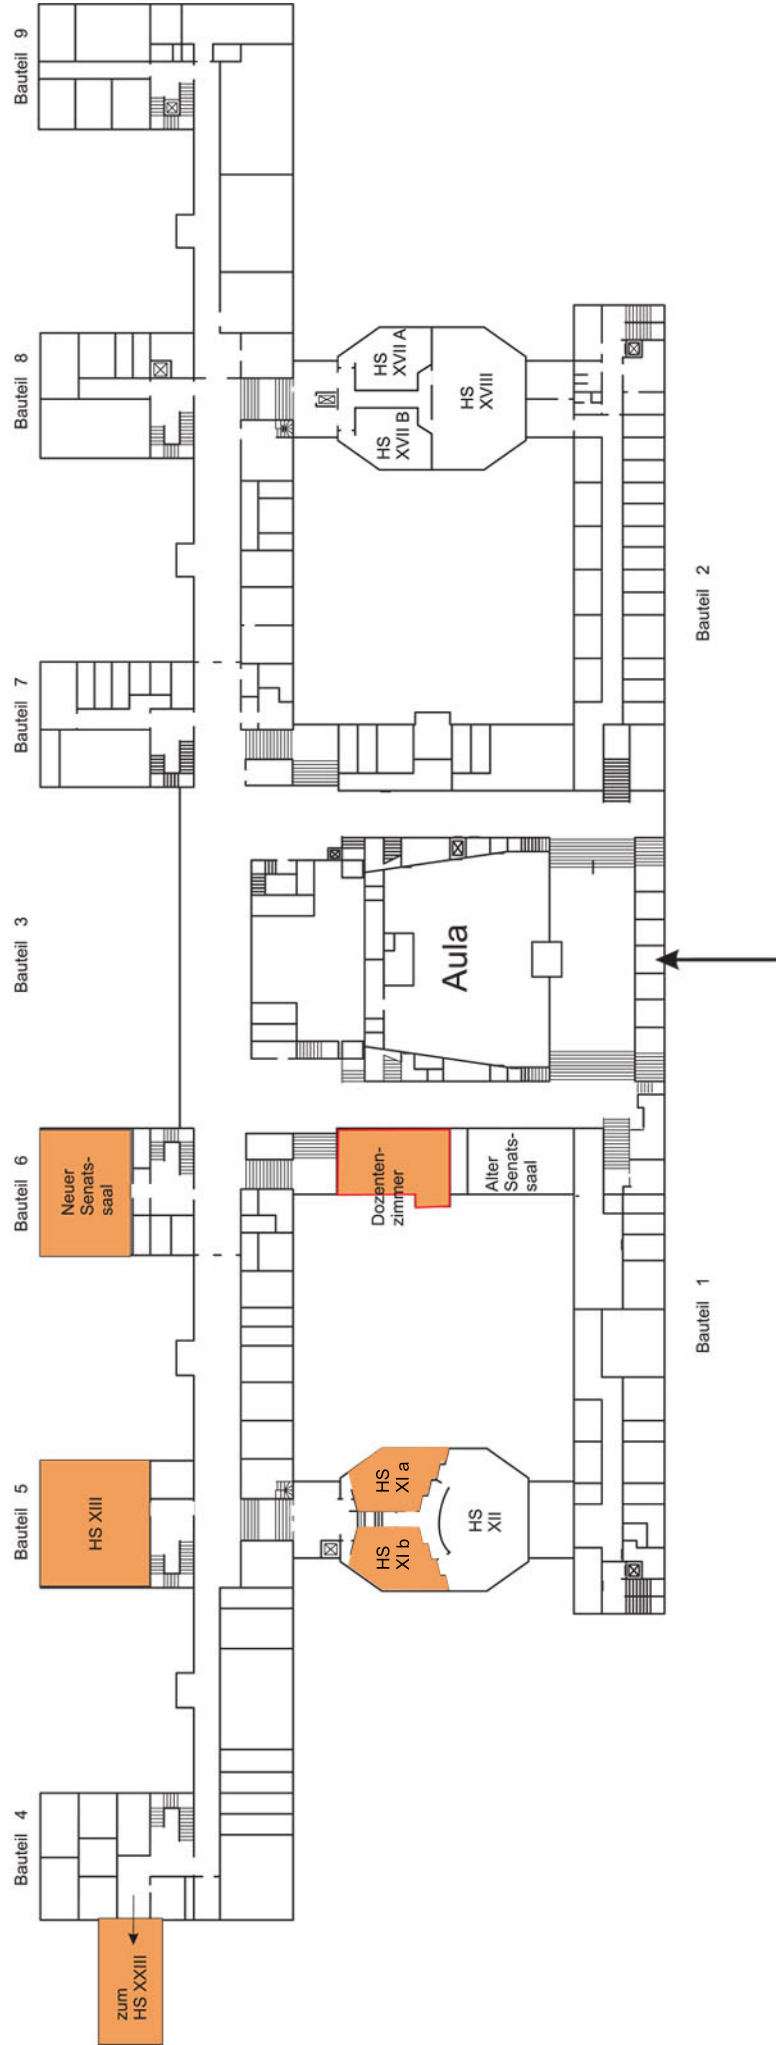 Bauteil 4
Bauteil 5
Bauteil 6
Bauteil 3
Bauteil 7
Bauteil 8
Bauteil 9
zum
HS XXIII
HS XIII
Neuer
Senats-
saal
HS
XI b
HS
XI a
HS
XII
Dozenten-
zimmer
Alter
Senats-
saal
Aula
HS
XVII B
HS
XVII A
HS
XVIII
Bauteil 1
Bauteil 2